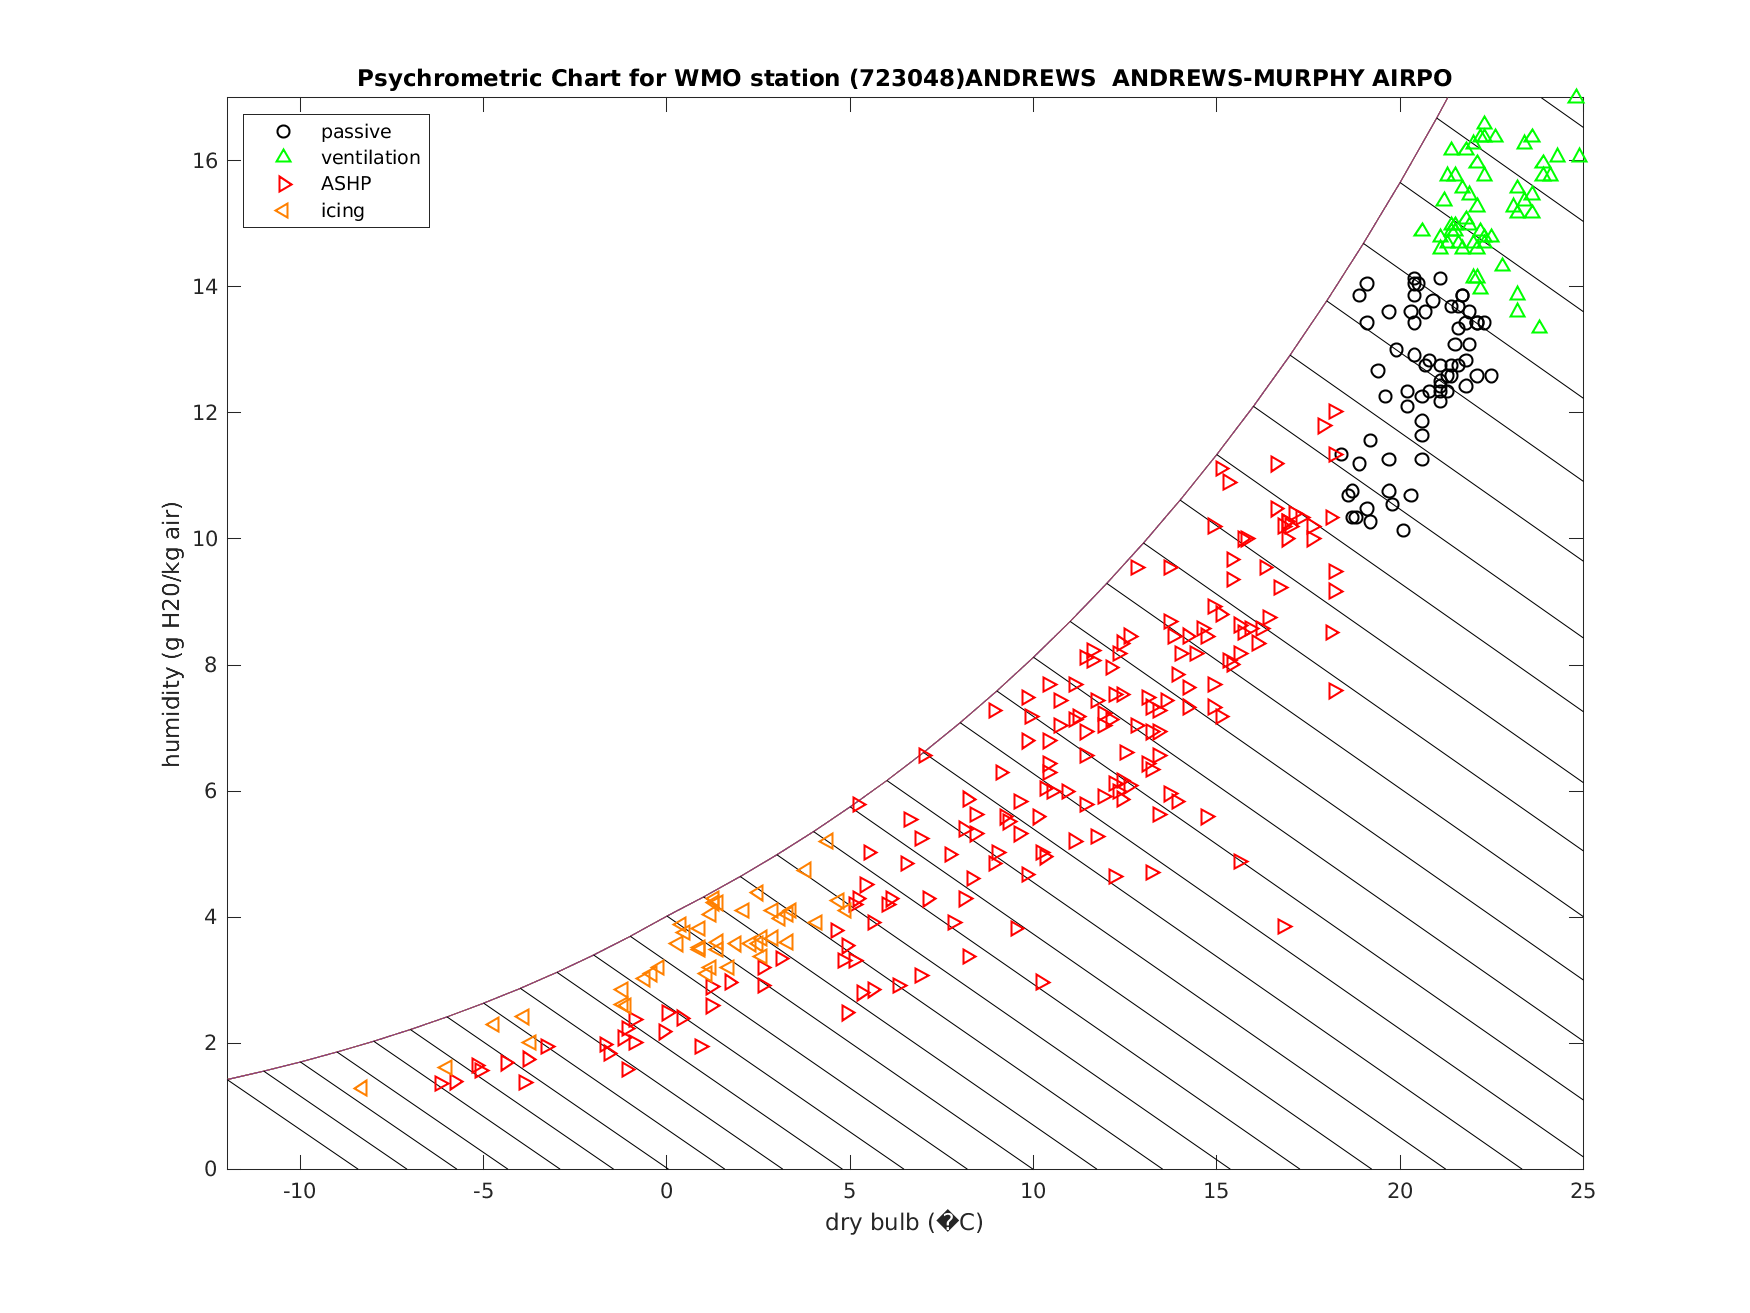 Psychrometric Chart for WMO station (723048)ANDREWS  ANDREWS-MURPHY AIRPO
passive
ventilation
ASHP
icing
16
14
12
10
8
6
4
2
0
humidity (g H20/kg air)
-10 -5 0 5 10 15 20 25
dry bulb (�C)